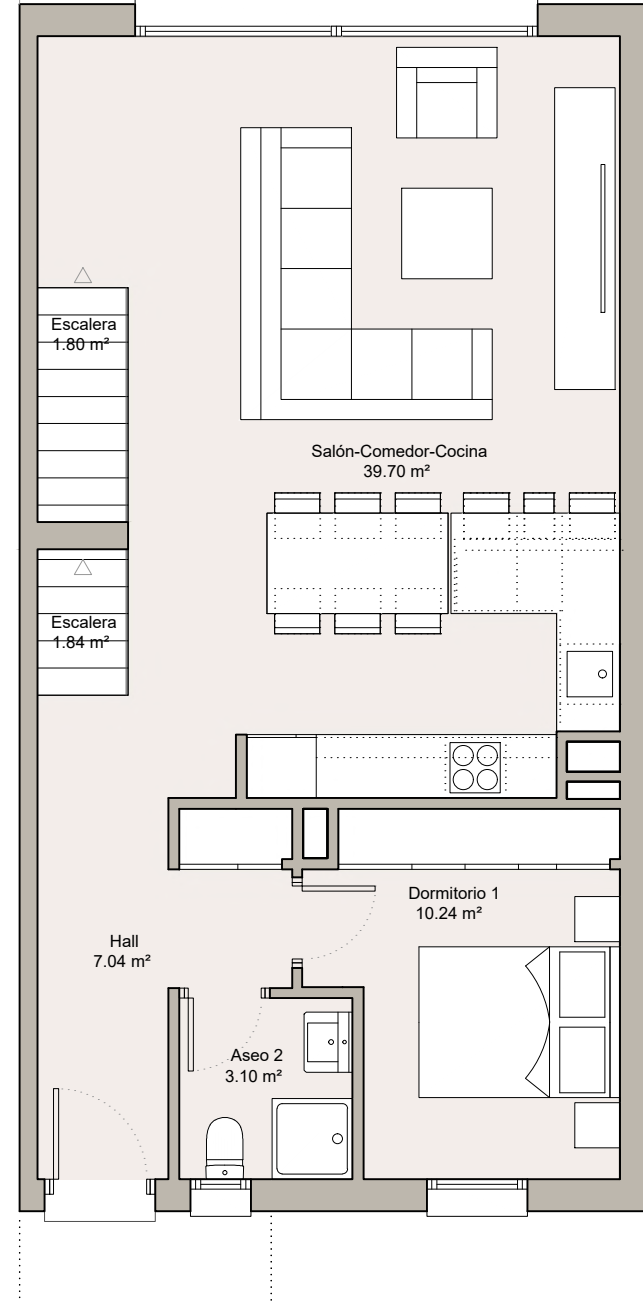 Escalera
1.80 m²
Salón-Comedor-Cocina
39.70 m²
Escalera
1.84 m²
Dormitorio 1
10.24 m²
Hall
7.04 m²
Aseo 2
3.10 m²